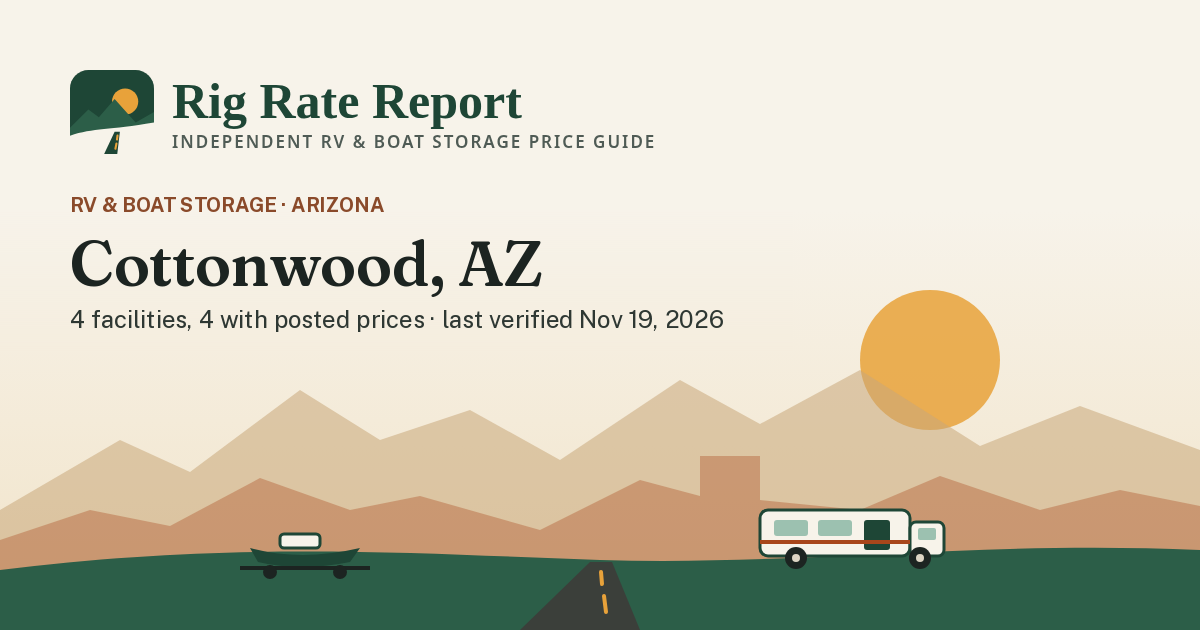 Rig Rate Report
INDEPENDENT RV & BOAT STORAGE PRICE GUIDE
RV & BOAT STORAGE · ARIZONA
Cottonwood, AZ
4 facilities, 4 with posted prices · last verified Nov 19, 2026